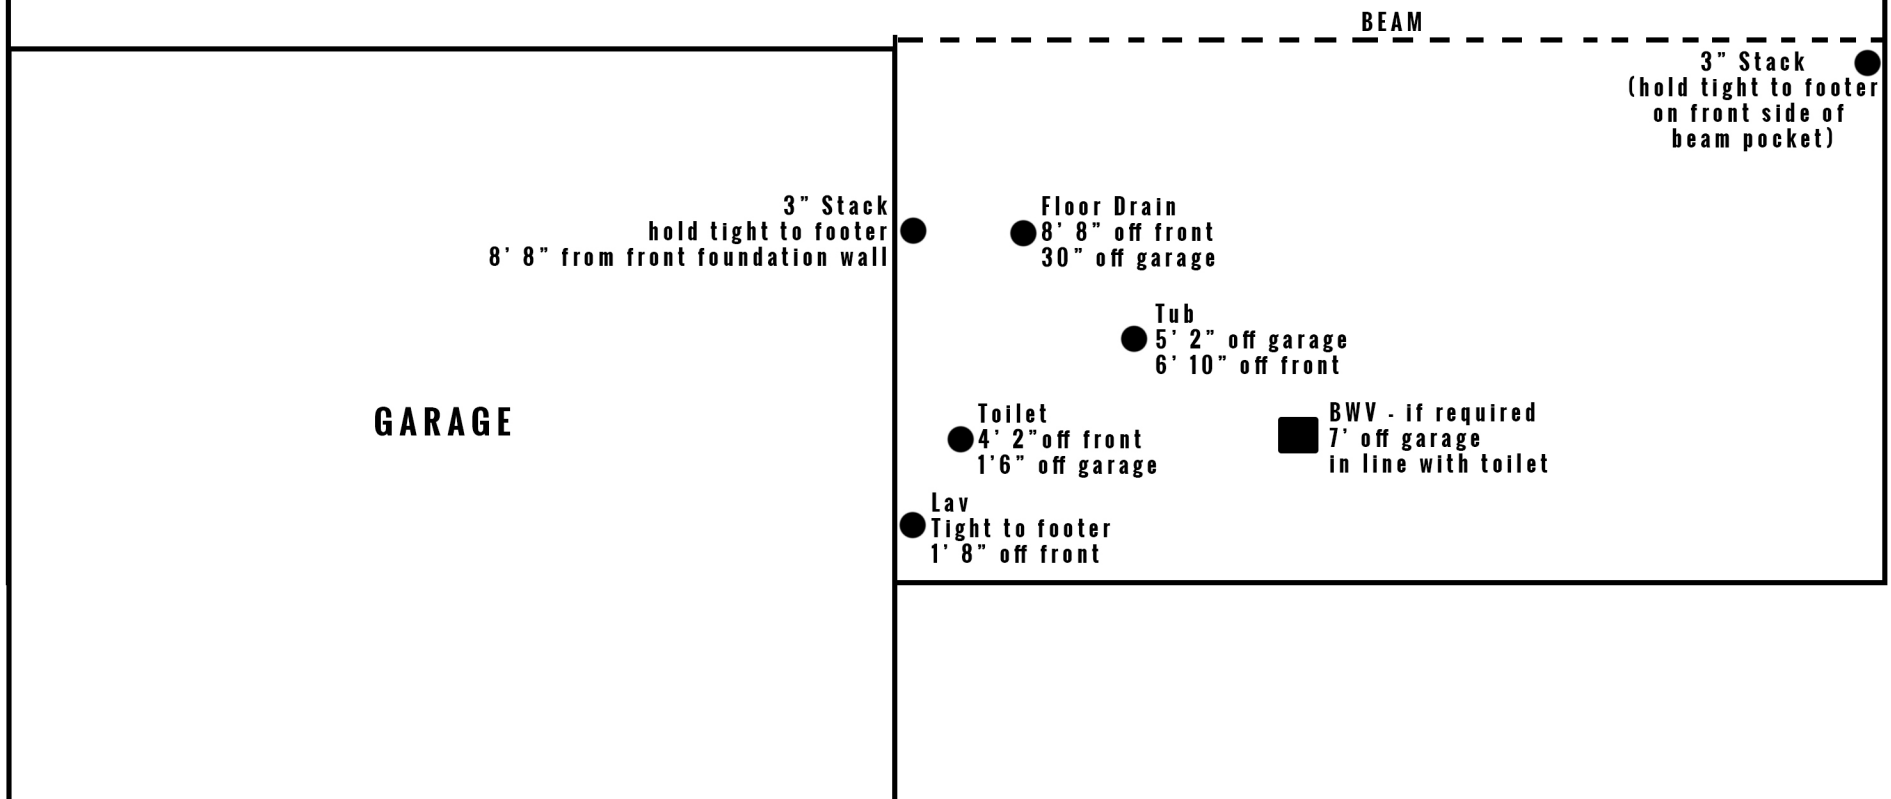 BEAM
3” Stack
(hold tight to footer
on front side of
beam pocket)
3” Stack
hold tight to footer
8’ 8” from front foundation wall
Floor Drain
8’ 8” off front
30” off garage
Tub
5’ 2” off garage
6’ 10” off front
GARAGE
Toilet
4’ 2”off front
1’6” off garage
BWV - if required
7’ off garage
in line with toilet
Lav
Tight to footer
1’ 8” off front